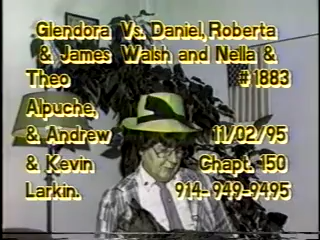 Glendora Vs. Daniel, Roberta
& James Walsh and Nella &
Theo #1883
Alpuche,
& Andrew 11/02/95
& Kevin Chapt. 150
Larkin. 914-949-9495